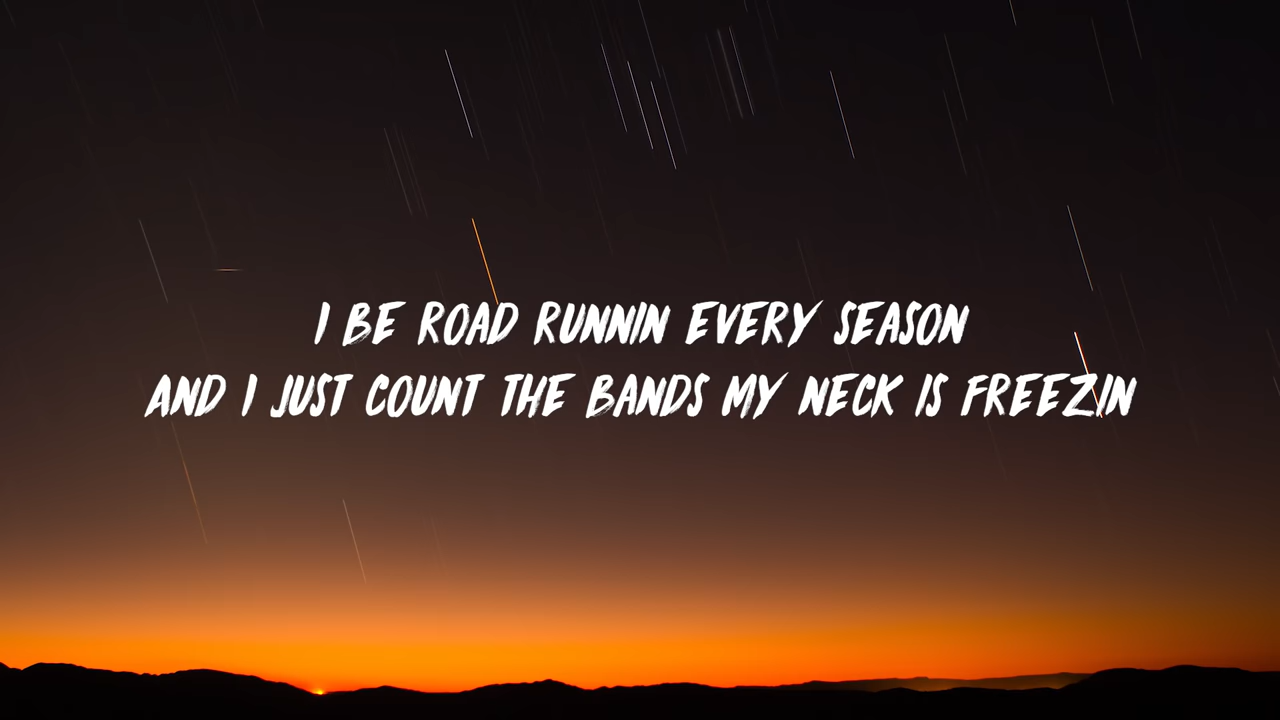 I BE ROAD RUNNIN EVERY SEASON
AND I JUST COUNT THE BANDS MY NECK IS FREEZIN